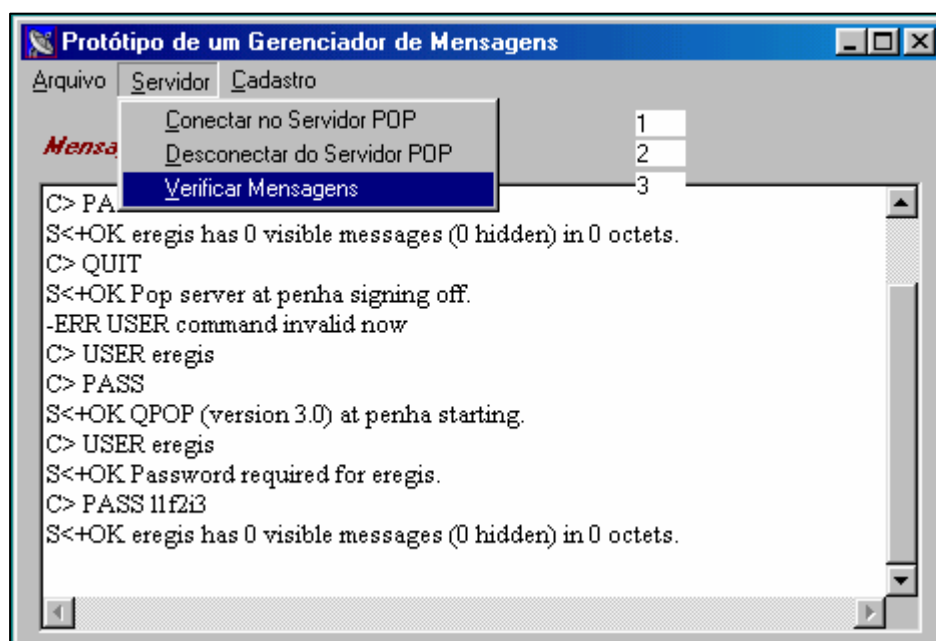 Protótipo de um Gerenciador de Mensagens
Arquivo Servidor Cadastro
Conectar no Servidor POP 1
Desconectar do Servidor POP 2
Verificar Mensagens 3
C> PA
S<+OK eregis has 0 visible messages (0 hidden) in 0 octets.
C> QUIT
S<+OK Pop server at penha signing off.
-ERR USER command invalid now
C> USER eregis
C> PASS
S<+OK QPOP (version 3.0) at penha starting.
C> USER eregis
S<+OK Password required for eregis.
C> PASS l1f2i3
S<+OK eregis has 0 visible messages (0 hidden) in 0 octets.